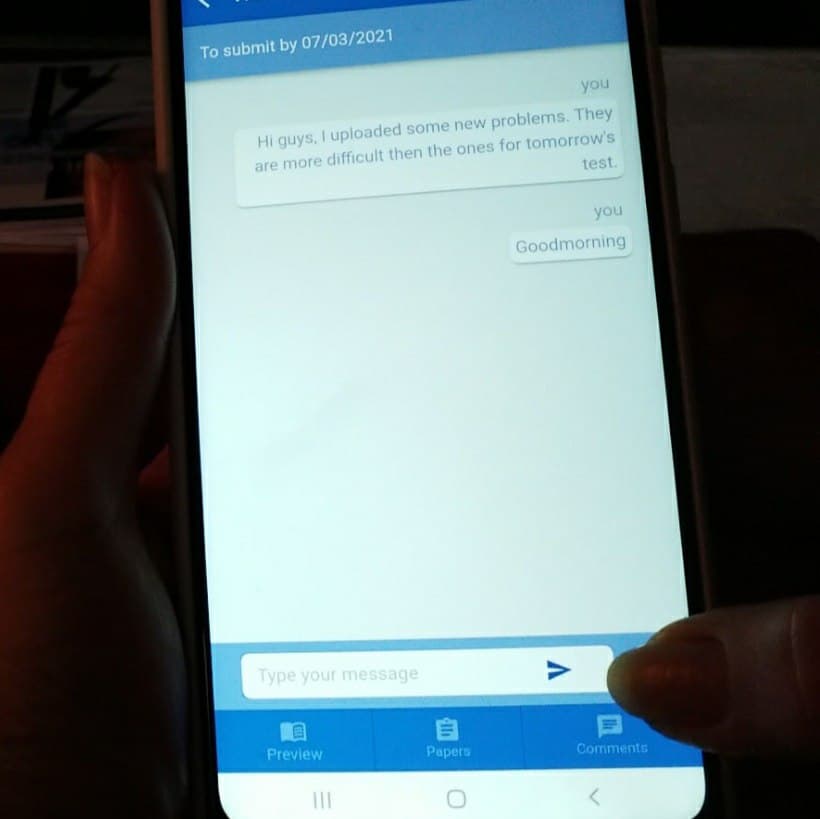 To submit by 07/03/2021
you
Hi guys, I uploaded some new problems. They
are more difficult then the ones for tomorrow's
test.
you
Goodmorning
Type your message
Preview
Papers
Comments